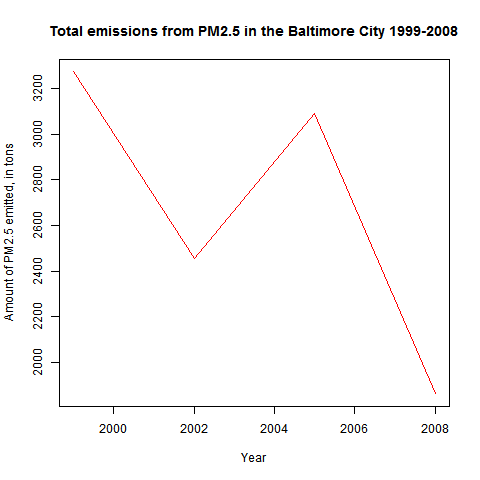 Total emissions from PM2.5 in the Baltimore City 1999-2008
Amount of PM2.5 emitted, in tons
3200
3000
2800
2600
2400
2200
2000
2000 2002 2004 2006 2008
Year